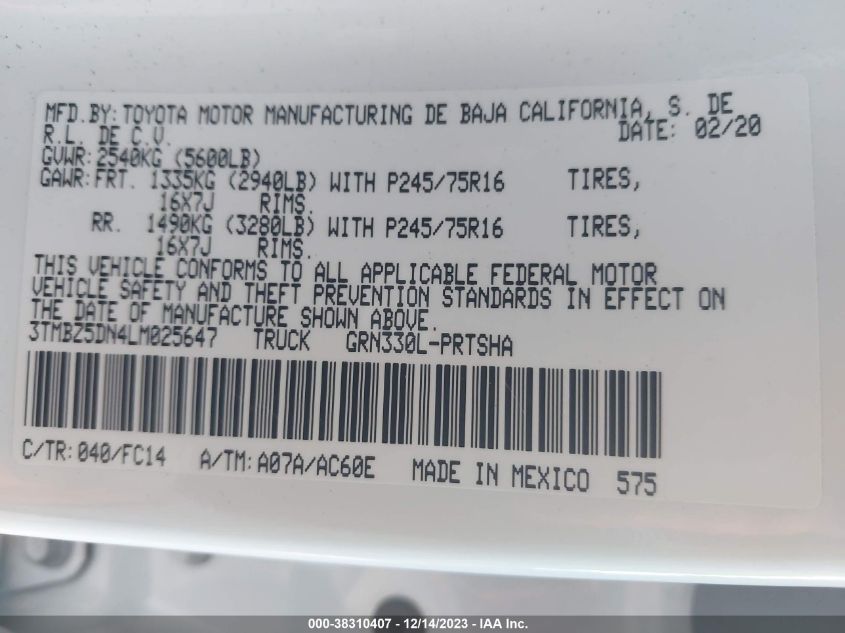 MFD.BY: TOYOTA MOTOR MANUFACTURING DE BAJA CALIFORNIA, S. DE
R.L. DE C.V. DATE: 02/20
GVWR: 2540KG (5600LB)
GAWR: FRT. 1335KG (2940LB) WITH P245/75R16 TIRES,
16X7J RIMS.
RR. 1490KG (3280LB) WITH P245/75R16 TIRES,
16X7J RIMS.
THIS VEHICLE CONFORMS TO ALL APPLICABLE FEDERAL MOTOR
VEHICLE SAFETY AND THEFT PREVENTION STANDARDS IN EFFECT ON
THE DATE OF MANUFACTURE SHOWN ABOVE.
3TMBZ5DN4LM025647 TRUCK GRN330L-PRTSHA
C/TR: 040/FC14 A/TM: A07A/AC60E MADE IN MEXICO 575
000-38310407 - 12/14/2023 - IAA Inc.